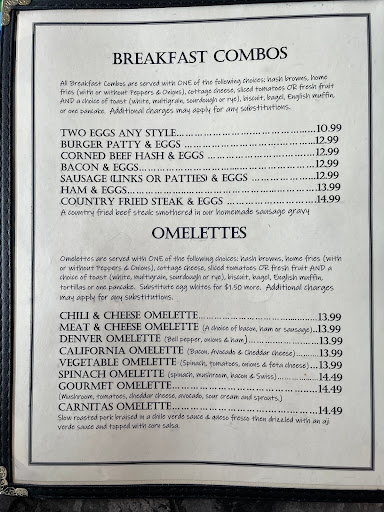 BREAKFAST COMBOS
All Breakfast Combos are served with ONE of the following choices: hash browns, home
fries (with or without Peppers & Onions), cottage cheese, sliced tomatoes OR fresh fruit
AND a choice of toast (white, multigrain, sourdough or rye), biscuit, bagel, English muffin,
or one pancake. Additional charges may apply for any substitutions.
TWO EGGS ANY STYLE...10.99
BURGER PATTY & EGGS ...12.99
CORNED BEEF HASH & EGGS ...12.99
BACON & EGGS...12.99
SAUSAGE (LINKS OR PATTIES) & EGGS ...12.99
HAM & EGGS...13.99
COUNTRY FRIED STEAK & EGGS ...14.99
A country fried beef steak smothered in our homemade sausage gravy
OMELETTES
Omelettes are served with ONE of the following choices: hash browns, home fries (with
or without Peppers & Onions), cottage cheese, sliced tomatoes OR fresh fruit AND a
choice of toast (white, multigrain, sourdough or rye), biscuit, bagel, English muffin,
tortillas or one pancake. Substitute egg whites for $1.50 more. Additional charges
may apply for any substitutions.
CHILI & CHEESE OMELETTE...13.99
MEAT & CHEESE OMELETTE (A choice of bacon, ham or sausage)...13.99
DENVER OMELETTE (Bell pepper, onions & ham)...13.99
CALIFORNIA OMELETTE (Bacon, Avocado & Cheddar cheese)...13.99
VEGETABLE OMELETTE (Spinach, tomatoes, onions & feta cheese)...13.99
SPINACH OMELETTE (spinach, mushroom, bacon & Swiss)...14.49
GOURMET OMELETTE...14.49
(Mushroom, tomatoes, cheddar cheese, avocado, sour cream and sprouts.)
CARNITAS OMELETTE...14.49
Slow roasted pork braised in a chile verde sauce & queso fresco then drizzled with an aji
verde sauce and topped with corn salsa.